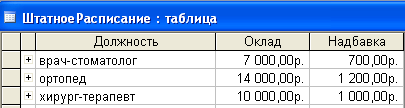 ШтатноеРасписание : таблица
Должность Оклад Надбавка
+ врач-стоматолог 7 000,00р. 700,00р.
+ ортопед 14 000,00р. 1 200,00р.
+ хирург-терапевт 10 000,00р. 1 000,00р.